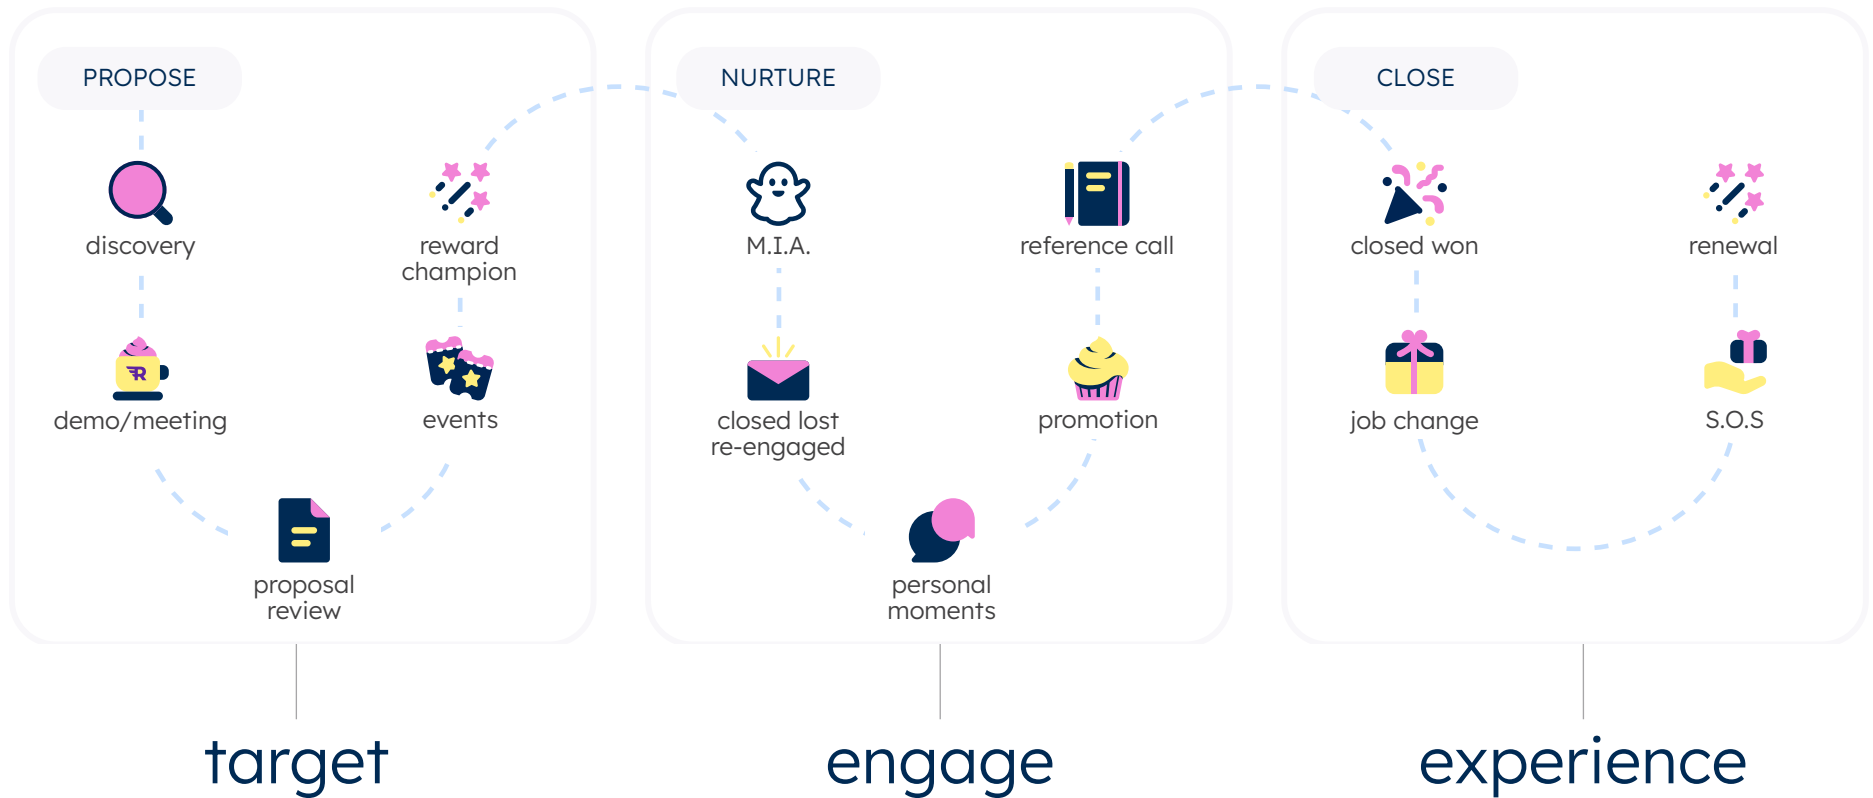 PROPOSE
discovery
demo/meeting
proposal
review
events
reward
champion
NURTURE
M.I.A.
closed lost
re-engaged
personal
moments
promotion
reference call
CLOSE
closed won
job change
S.O.S
renewal
R
target
engage
experience